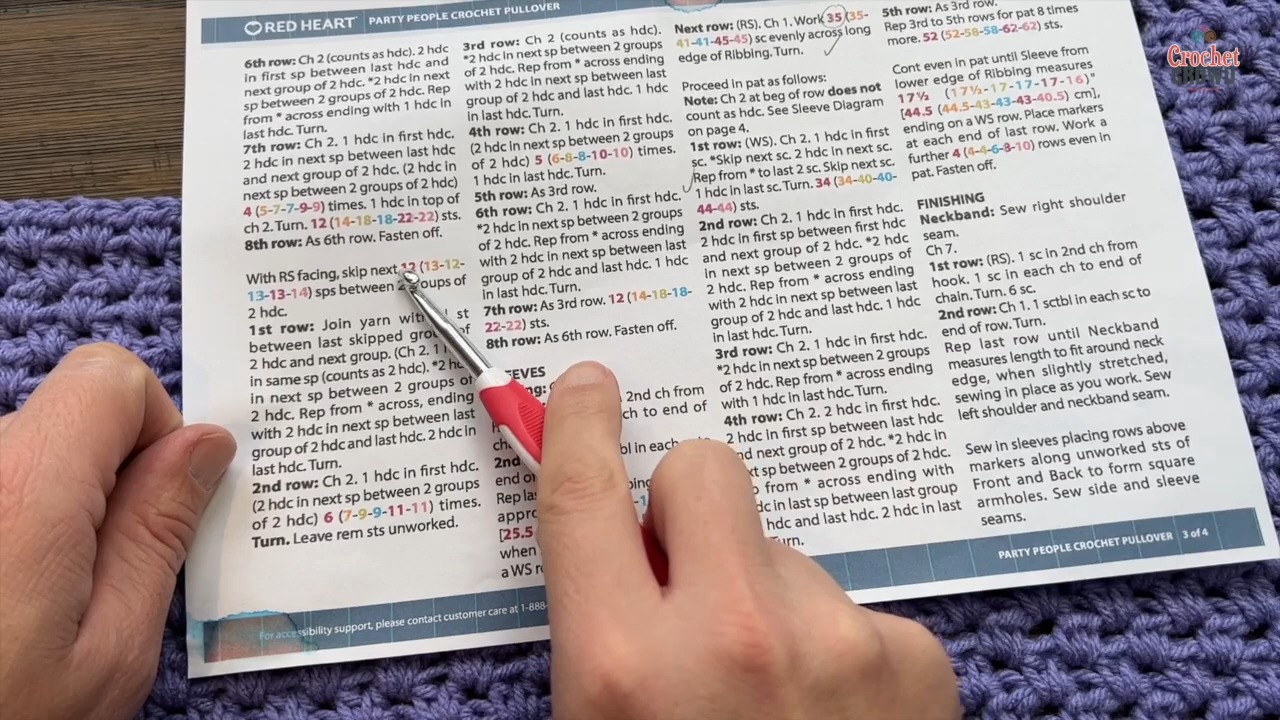 RED HEART PARTY PEOPLE CROCHET PULLOVER
6th row: Ch 2 (counts as hdc). 2 hdc
in first sp between last hdc and
next group of 2 hdc. *2 hdc in next
sp between 2 groups of 2 hdc. Rep
from * across ending with 1 hdc in
last hdc. Turn.
7th row: Ch 2. 1 hdc in first hdc.
2 hdc in next sp between last hdc
and next group of 2 hdc. (2 hdc in
next sp between 2 groups of 2 hdc)
4 (5-7-7-9-9) times. 1 hdc in top of
ch 2. Turn. 12 (14-18-18-22-22) sts.
8th row: As 6th row. Fasten off.
With RS facing, skip next 12 (13-12-
13-13-14) sps between 2 groups of
2 hdc.
1st row: Join yarn with st
between last skipped group of
2 hdc and next group. (Ch 2. 1
in same sp (counts as 2 hdc). *2 hdc
in next sp between 2 groups of
2 hdc. Rep from * across, ending
with 2 hdc in next sp between last
group of 2 hdc and last hdc. 2 hdc in
last hdc. Turn.
2nd row: Ch 2. 1 hdc in first hdc.
(2 hdc in next sp between 2 groups
of 2 hdc) 6 (7-9-9-11-11) times.
Turn. Leave rem sts unworked.
3rd row: Ch 2 (counts as hdc).
*2 hdc in next sp between 2 groups
of 2 hdc. Rep from * across ending
with 2 hdc in next sp between last
group of 2 hdc and last hdc. 1 hdc
in last hdc. Turn.
4th row: Ch 2. 1 hdc in first hdc.
(2 hdc in next sp between 2 groups
of 2 hdc) 5 (6-8-8-10-10) times.
1 hdc in last hdc. Turn.
5th row: As 3rd row.
6th row: Ch 2. 1 hdc in first hdc.
*2 hdc in next sp between 2 groups
of 2 hdc. Rep from * across ending
with 2 hdc in next sp between last
group of 2 hdc and last hdc. 1 hdc
in last hdc. Turn.
7th row: As 3rd row. 12 (14-18-18-
22-22) sts.
8th row: As 6th row. Fasten off.
EVES
2nd ch from
ch to end of
bl in each
2nd
end o
Rep la
appro
[25.5
when
a WS
Next row: (RS). Ch 1. Work 35 (35-
41-41-45-45) sc evenly across long
edge of Ribbing. Turn.
Proceed in pat as follows:
Note: Ch 2 at beg of row does not
count as hdc. See Sleeve Diagram
on page 4.
1st row: (WS). Ch 2. 1 hdc in first
sc. *Skip next sc. 2 hdc in next sc.
Rep from * to last 2 sc. Skip next sc.
1 hdc in last sc. Turn. 34 (34-40-40-
44-44) sts.
2nd row: Ch 2. 1 hdc in first hdc.
2 hdc in first sp between first hdc
and next group of 2 hdc. *2 hdc
in next sp between 2 groups of
2 hdc. Rep from * across ending
with 2 hdc in next sp between last
group of 2 hdc and last hdc. 1 hdc
in last hdc. Turn.
3rd row: Ch 2. 1 hdc in first hdc.
*2 hdc in next sp between 2 groups
of 2 hdc. Rep from * across ending
with 1 hdc in last hdc. Turn.
4th row: Ch 2. 2 hdc in first hdc.
2 hdc in first sp between last hdc
nd next group of 2 hdc. *2 hdc in
xt sp between 2 groups of 2 hdc.
p from * across ending with
hdc in last sp between last group
hdc and last hdc. 2 hdc in last
urn.
5th row: As 3rd row.
Rep 3rd to 5th rows for pat 8 times
more. 52 (52-58-58-62-62) sts.
Cont even in pat until Sleeve from
lower edge of Ribbing measures
17½ (17½-17-17-17-16)"
[44.5 (44.5-43-43-43-40.5) cm],
ending on a WS row. Place markers
at each end of last row. Work a
further 4 (4-4-6-8-10) rows even in
pat. Fasten off.
FINISHING
Neckband: Sew right shoulder
seam.
Ch 7.
1st row: (RS). 1 sc in 2nd ch from
hook. 1 sc in each ch to end of
chain. Turn. 6 sc.
2nd row: Ch 1. 1 sctbl in each sc to
end of row. Turn.
Rep last row until Neckband
measures length to fit around neck
edge, when slightly stretched,
sewing in place as you work. Sew
left shoulder and neckband seam.
Sew in sleeves placing rows above
markers along unworked sts of
Front and Back to form square
armholes. Sew side and sleeve
seams.
For accessibility support, please contact customer care at 1-888-
PARTY PEOPLE CROCHET PULLOVER 3 of 4
Crochet
CROWD